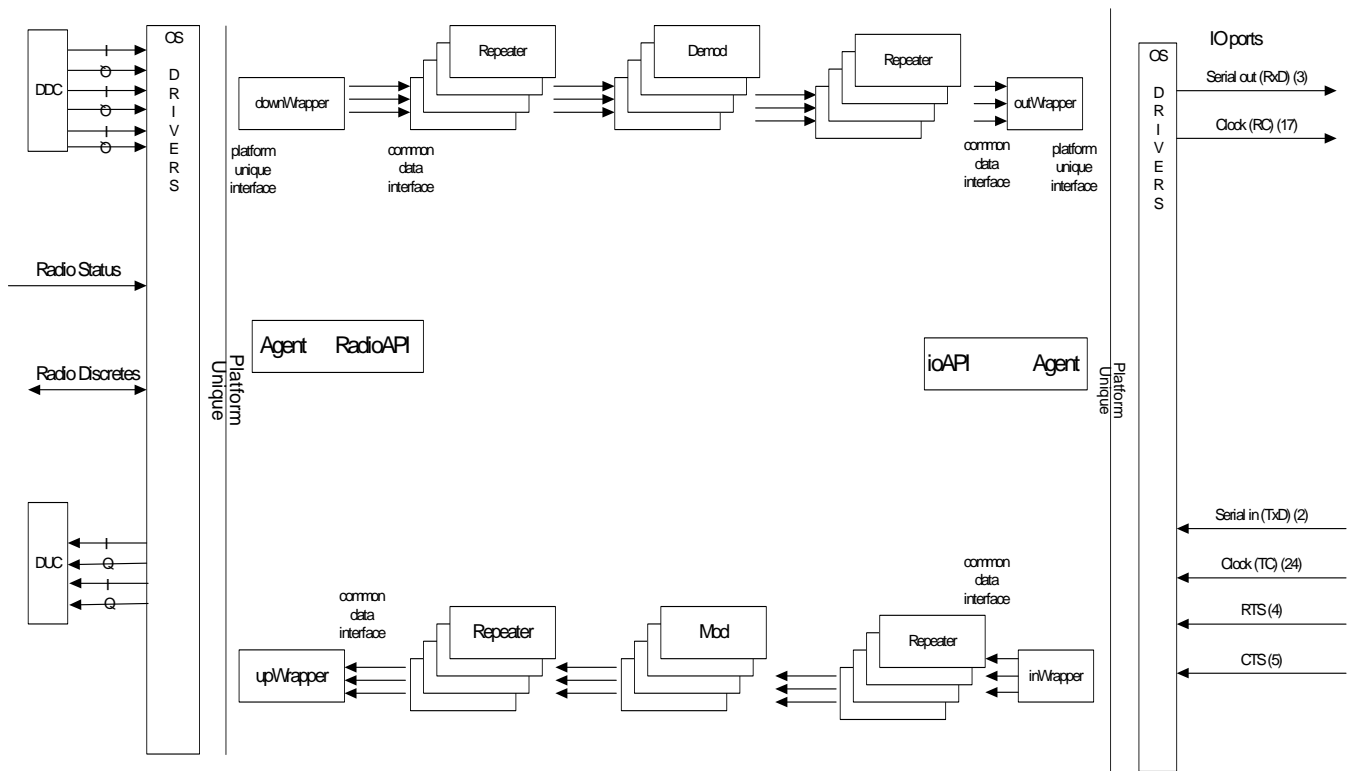 OS
D
R
I
V
E
R
S
DDC
I
Q
I
Q
I
Q
downWrapper
Repeater
Demod
Repeater
outWrapper
platform
unique
interface
common
data
interface
common
data
interface
platform
unique
interface
OS
D
R
I
V
E
R
S
IO ports
Serial out (RxD) (3)
Clock (RC) (17)
Radio Status
Radio Discretes
Platform
Unique
Agent RadioAPI
ioAPI Agent
Platform
Unique
DUC
I
Q
I
Q
common
data
interface
upWrapper
Repeater
Mod
Repeater
common
data
interface
inWrapper
Serial in (TxD) (2)
Clock (TC) (24)
RTS (4)
CTS (5)